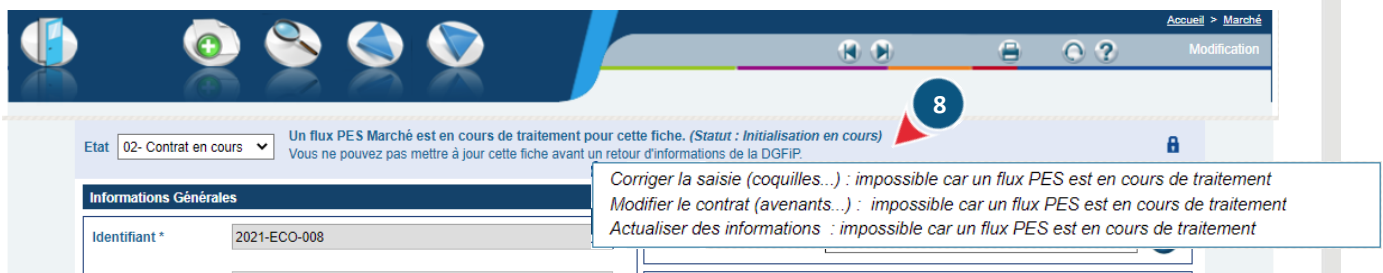 Accueil > Marché
Modification
8
Etat 02- Contrat en cours
Un flux PES Marché est en cours de traitement pour cette fiche. (Statut : Initialisation en cours)
Vous ne pouvez pas mettre à jour cette fiche avant un retour d'informations de la DGFiP.
Corriger la saisie (coquilles...) : impossible car un flux PES est en cours de traitement
Modifier le contrat (avenants...) : impossible car un flux PES est en cours de traitement
Actualiser des informations : impossible car un flux PES est en cours de traitement
Informations Générales
Identifiant * 2021-ECO-008